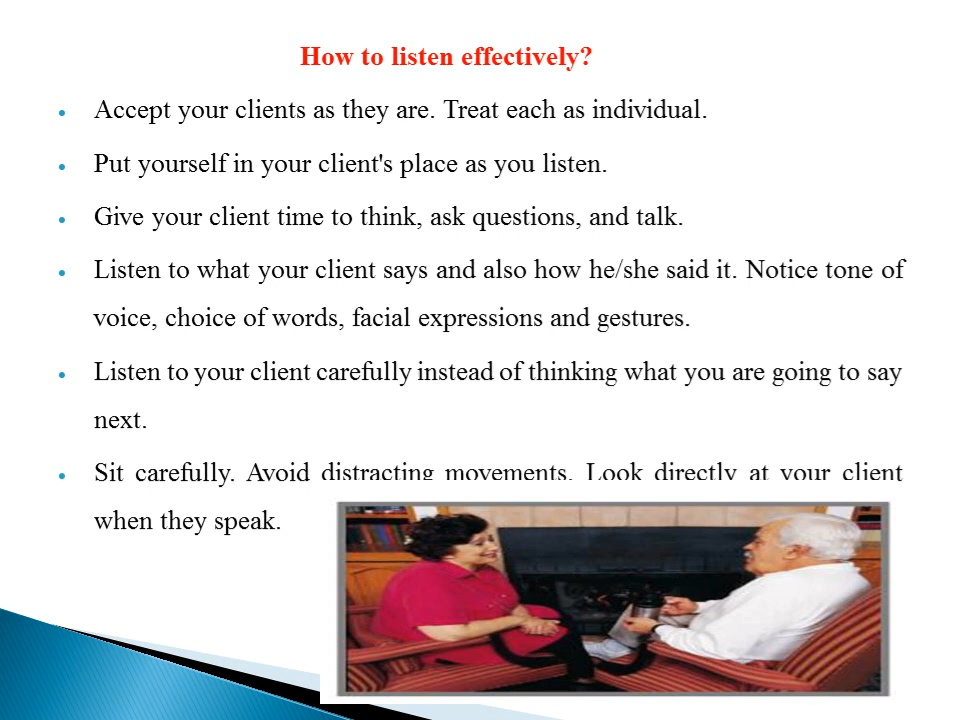 How to listen effectively?
• Accept your clients as they are. Treat each as individual.
• Put yourself in your client's place as you listen.
• Give your client time to think, ask questions, and talk.
• Listen to what your client says and also how he/she said it. Notice tone of
voice, choice of words, facial expressions and gestures.
• Listen to your client carefully instead of thinking what you are going to say
next.
• Sit carefully. Avoid distracting movements. Look directly at your client
when they speak.